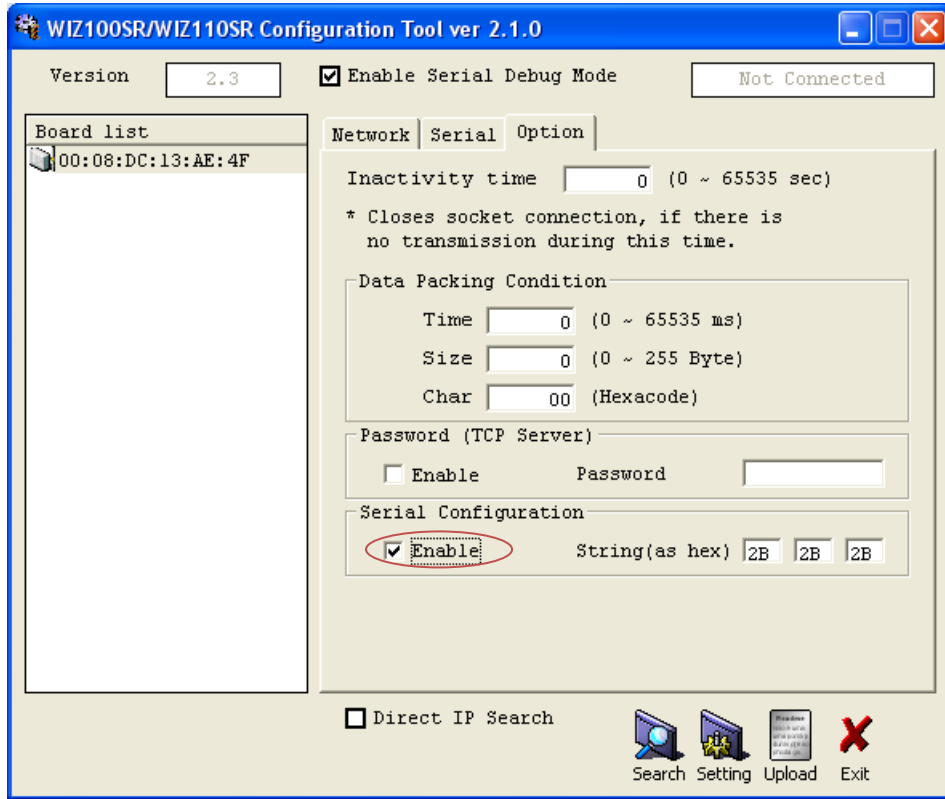 WIZ100SR/WIZ110SR Configuration Tool ver 2.1.0
Version 2.3 Enable Serial Debug Mode Not Connected
Board list
00:08:DC:13:AE:4F
Network Serial Option
Inactivity time 0 (0 ~ 65535 sec)
* Closes socket connection, if there is
no transmission during this time.
Data Packing Condition
Time 0 (0 ~ 65535 ms)
Size 0 (0 ~ 255 Byte)
Char 00 (Hexacode)
Password (TCP Server)
Enable Password
Serial Configuration
Enable String(as hex) 2B 2B 2B
Direct IP Search
Search Setting Upload Exit